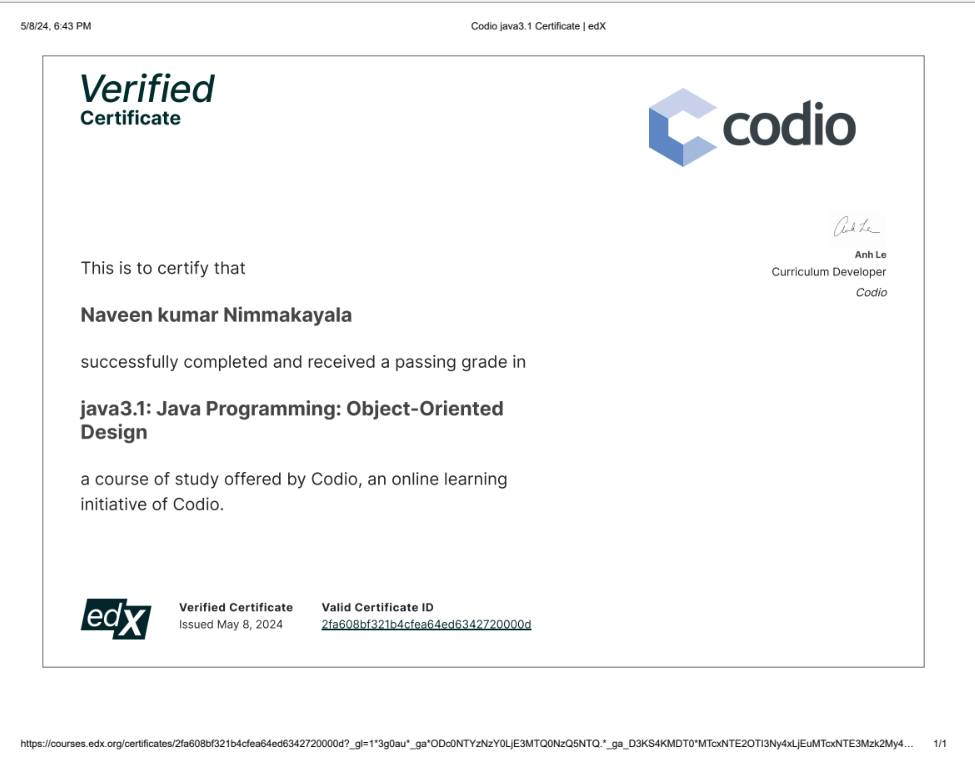 5/8/24, 6:43 PM
Codio java3.1 Certificate | edX
Verified
Certificate
codio
Anh Le
Anh Le
Curriculum Developer
Codio
This is to certify that
Naveen kumar Nimmakayala
successfully completed and received a passing grade in
java3.1: Java Programming: Object-Oriented
Design
a course of study offered by Codio, an online learning
initiative of Codio.
edX
Verified Certificate
Issued May 8, 2024
Valid Certificate ID
2fa608bf321b4cfea64ed6342720000d
https://courses.edx.org/certificates/2fa608bf321b4cfea64ed6342720000d?_gl=1*3g0au*_ga*ODc0NTYzNzY0LjE3MTQ0NzQ5NTQ.*_ga_D3KS4KMDT0*MTcxNTE2OTI3Ny4xLjEuMTcxNTE3Mzk2My4…
1/1